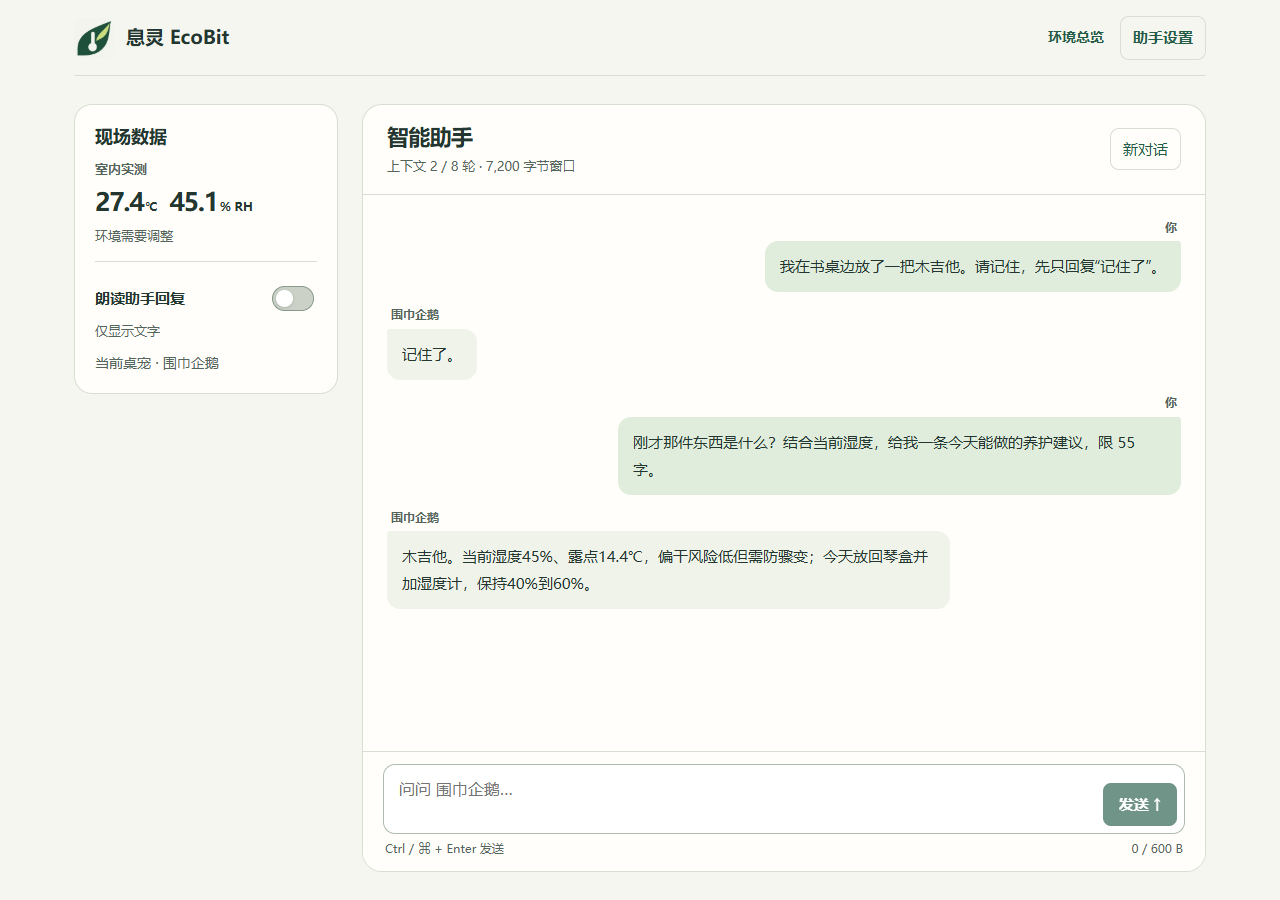 息灵 EcoBit
环境总览
助手设置
现场数据
室内实测
27.4℃ 45.1% RH
环境需要调整
朗读助手回复
仅显示文字
当前桌宠 · 围巾企鹅
智能助手
上下文 2 / 8 轮 · 7,200 字节窗口
新对话
你
我在书桌边放了一把木吉他。请记住，先只回复“记住了”。
围巾企鹅
记住了。
你
刚才那件东西是什么？结合当前湿度，给我一条今天能做的养护建议，限 55
字。
围巾企鹅
木吉他。当前湿度45%、露点14.4℃，偏干风险低但需防骤变；今天放回琴盒并
加湿度计，保持40%到60%。
问问 围巾企鹅…
发送 ↑
Ctrl / ⌘ + Enter 发送
0 / 600 B